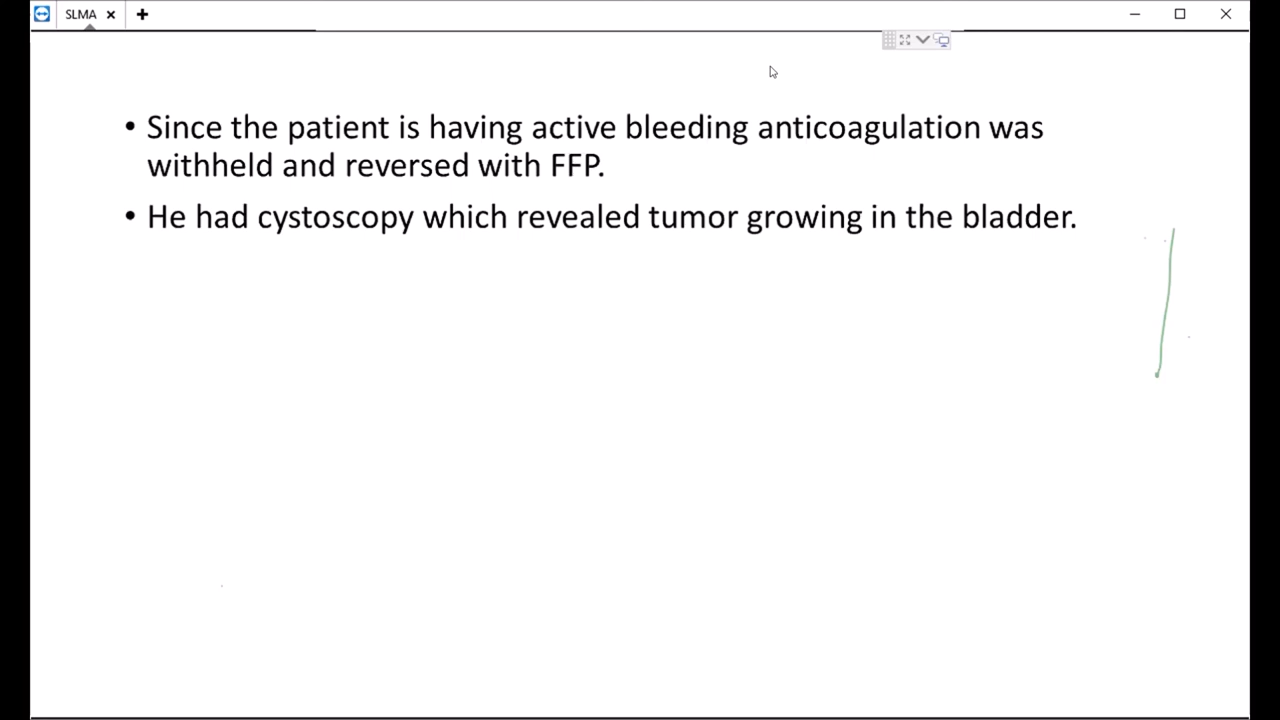 SLMA
• Since the patient is having active bleeding anticoagulation was
withheld and reversed with FFP.
• He had cystoscopy which revealed tumor growing in the bladder.